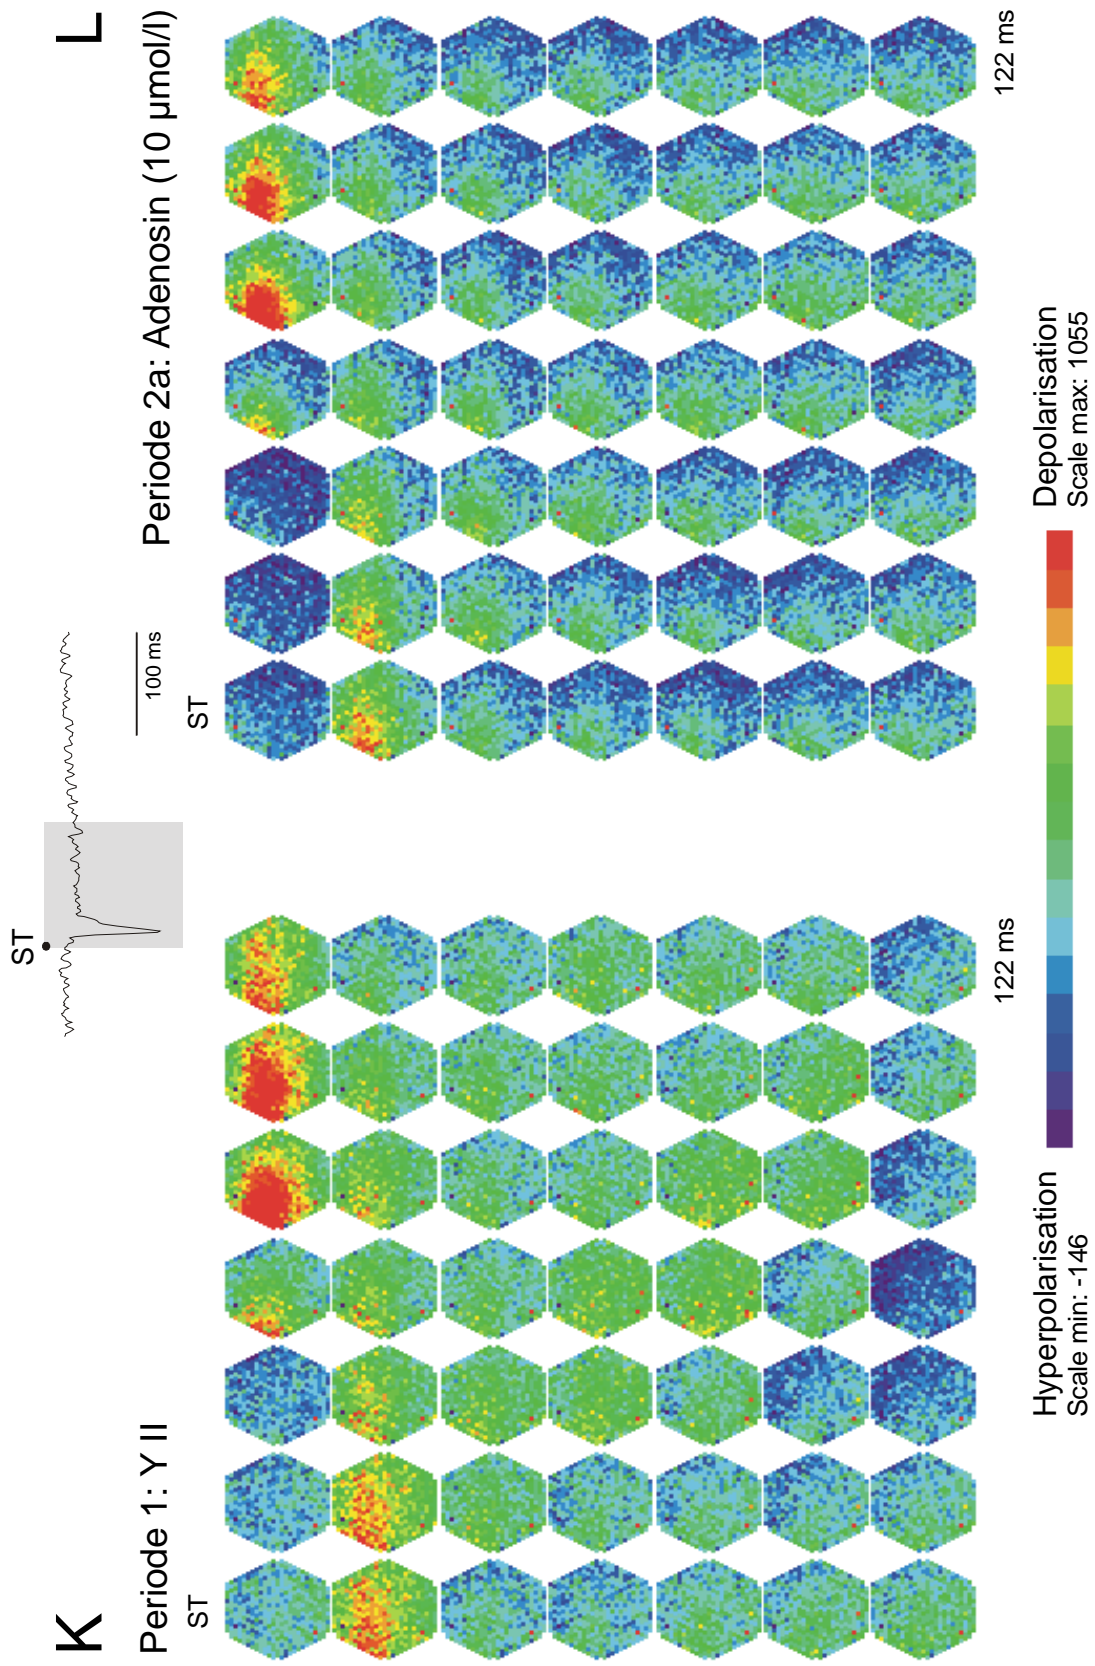 K
L
ST
100 ms
Periode 1: Y II
Periode 2a: Adenosin (10 µmol/l)
ST
ST
122 ms
122 ms
Hyperpolarisation
Scale min: -146
Depolarisation
Scale max: 1055